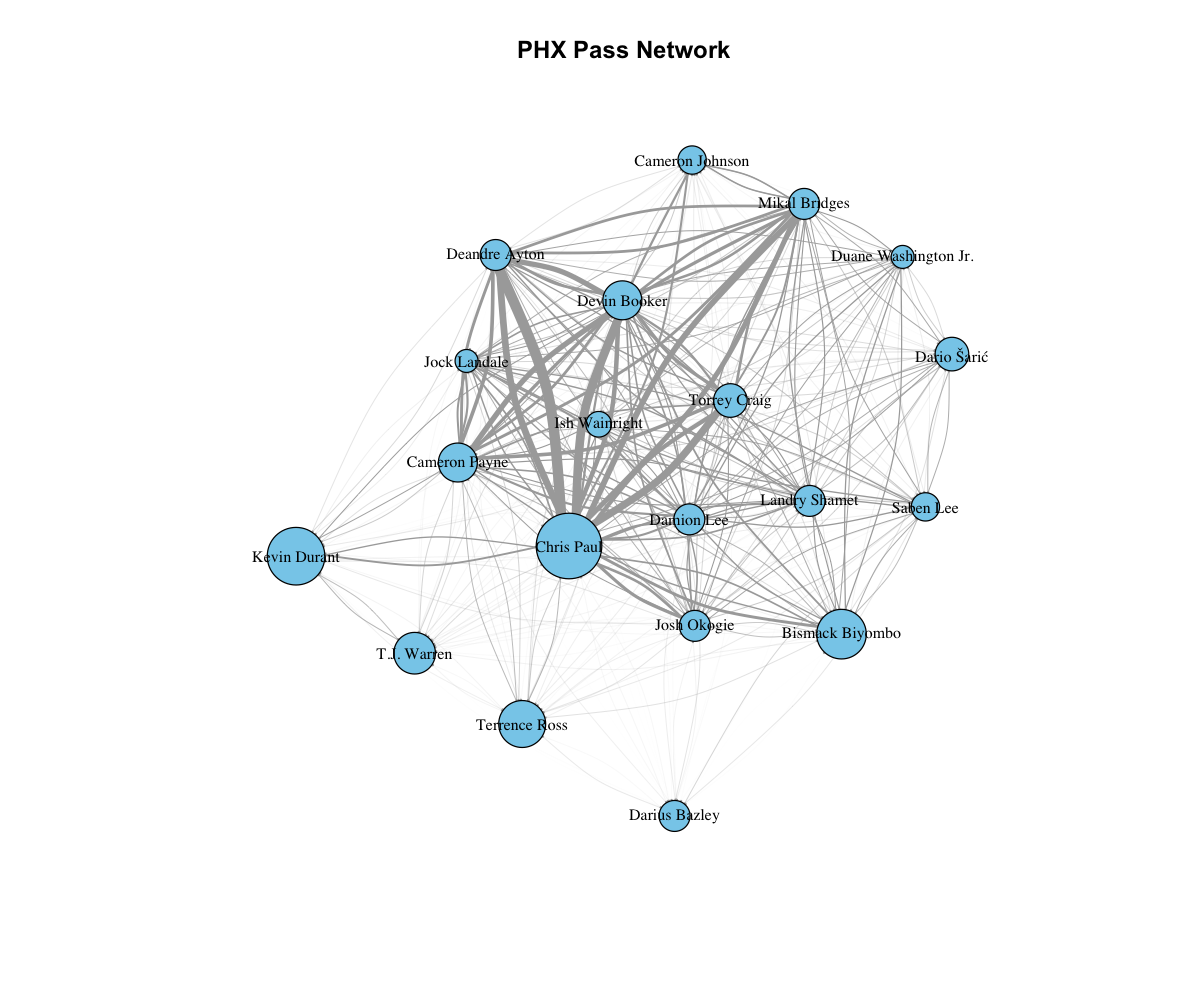 PHX Pass Network
Cameron Johnson
Mikal Bridges
Deandre Ayton
Duane Washington Jr.
Devin Booker
Jock Landale
Dario Šarić
Torrey Craig
Ish Wainright
Cameron Payne
Landry Shamet
Saben Lee
Damion Lee
Chris Paul
Kevin Durant
Josh Okogie
Bismack Biyombo
T.J. Warren
Terrence Ross
Darius Bazley